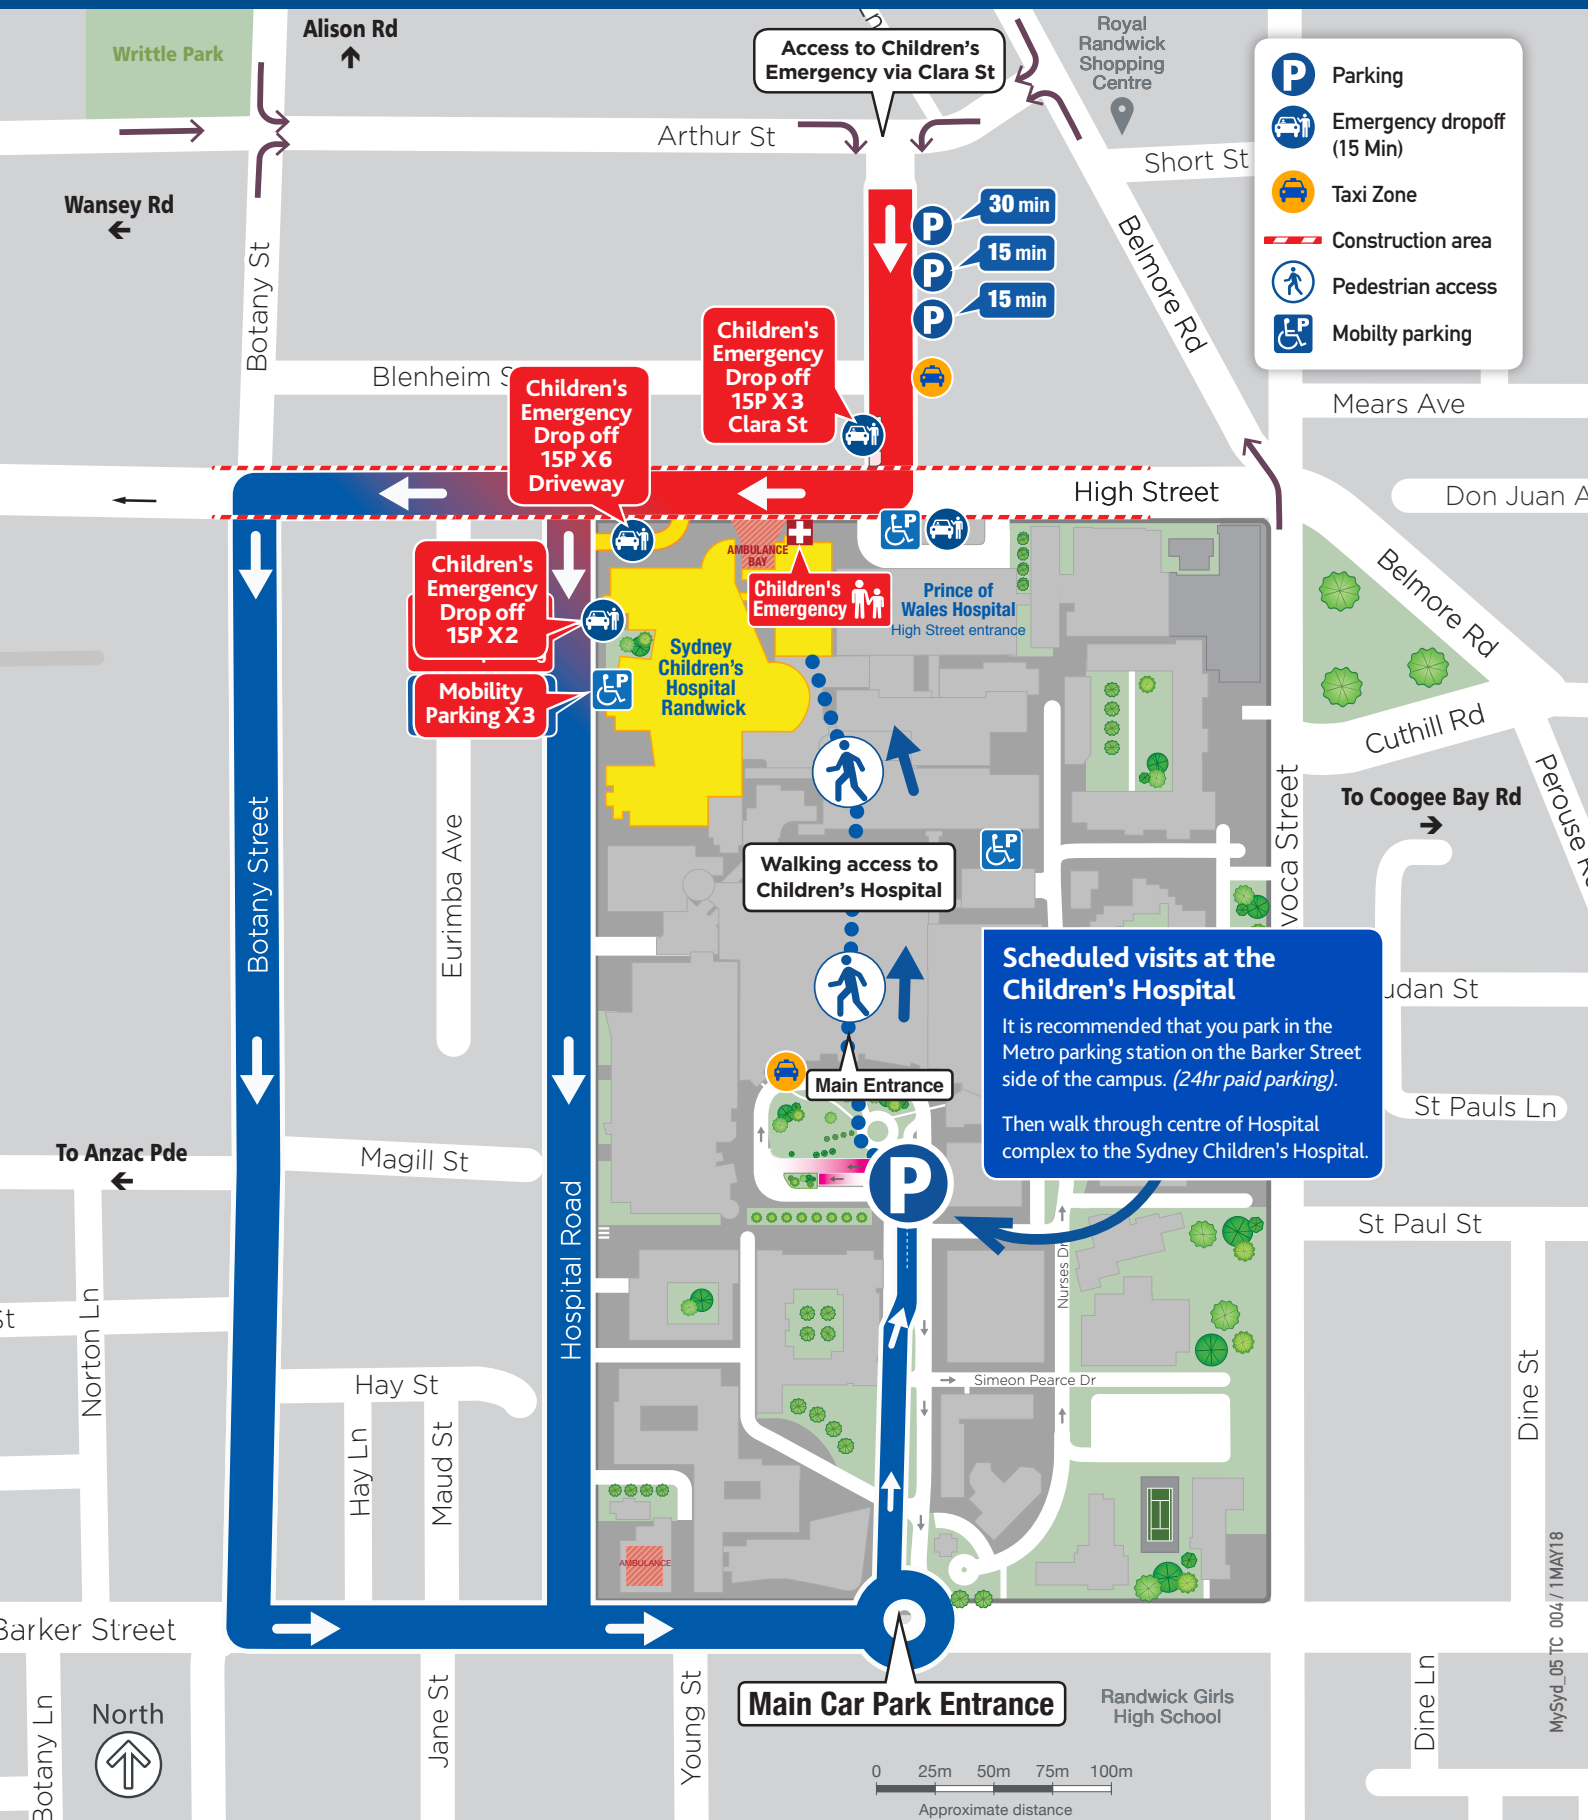 Writtle Park
Alison Rd
Ln
Access to Children's
Emergency via Clara St
Royal
Randwick
Shopping
Centre
Parking
Emergency dropoff
(15 Min)
Taxi Zone
Construction area
Pedestrian access
Mobilty parking
P
P
Arthur St
Short St
Wansey Rd
Botany St
P
30 min
P
15 min
P
15 min
Belmore Rd
Children's
Emergency
Drop off
15P X 3
Clara St
Blenheim S
Children's
Emergency
Drop off
15P X 6
Driveway
Mears Ave
High Street
Don Juan A
P
AMBULANCE
BAY
Children's
Emergency
Prince of
Wales Hospital
High Street entrance
Children's
Emergency
Drop off
15P X 2
Mobility
Parking X 3
P
Sydney
Children's
Hospital
Randwick
Belmore Rd
Cuthill Rd
Perouse R
To Coogee Bay Rd
voca Street
Botany Street
Eurimba Ave
P
Walking access to
Children's Hospital
Main Entrance
Scheduled visits at the
Children's Hospital
It is recommended that you park in the
Metro parking station on the Barker Street
side of the campus. (24hr paid parking).
Then walk through centre of Hospital
complex to the Sydney Children's Hospital.
udan St
St Pauls Ln
To Anzac Pde
Magill St
P
St Paul St
Hospital Road
Nurses Dr
Norton Ln
St
Hay St
Simeon Pearce Dr
Hay Ln
Maud St
Dine St
AMBULANCE
Barker Street
Main Car Park Entrance
Randwick Girls
High School
North
Botany Ln
Jane St
Young St
Dine Ln
MySyd_05 TC 004 / 1MAY18
0 25m 50m 75m 100m
Approximate distance